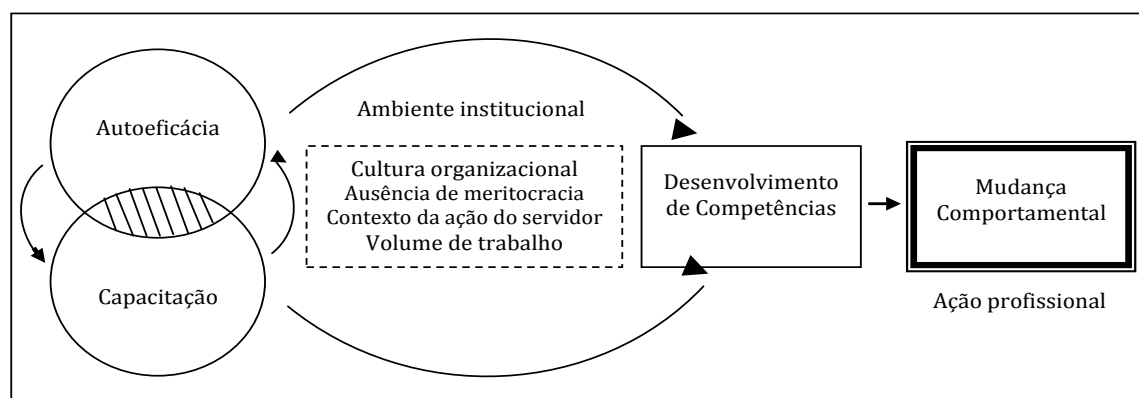 Autoeficácia
Capacitação
Ambiente institucional
Cultura organizacional
Ausência de meritocracia
Contexto da ação do servidor
Volume de trabalho
Desenvolvimento
de Competências
Mudança
Comportamental
Ação profissional